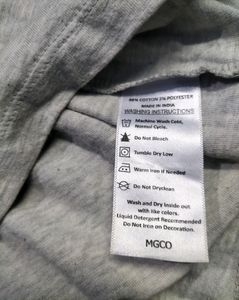 98% COTTON 2% POLYESTER
MADE IN INDIA
WASHING INSTRUCTIONS
Machine Wash Cold,
Normal Cycle.
Do Not Bleach
Tumble Dry Low
Warm Iron if Needed
Do Not Dryclean
Wash and Dry Inside out
with like colors.
Liquid Detergent Recommended
Do Not Iron on Decoration.
MGCO